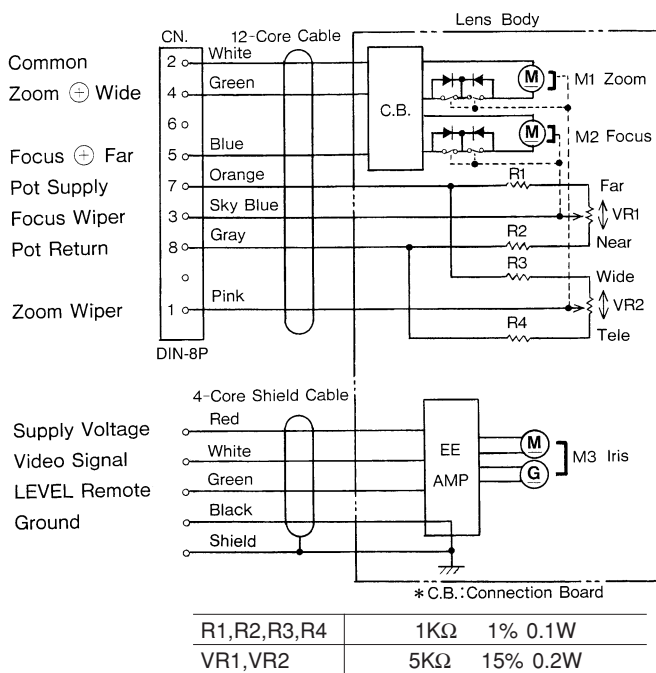 Lens Body
CN. 12-Core Cable
Common 2 White
Zoom ⊕ Wide 4 Green
6
Focus ⊕ Far 5 Blue
Pot Supply 7 Orange
Focus Wiper 3 Sky Blue
Pot Return 8 Gray
Zoom Wiper 1 Pink
DIN-8P
C.B.
M M1 Zoom
M M2 Focus
R1 Far
VR1
R2 Near
R3 Wide
VR2
R4 Tele
4-Core Shield Cable
Supply Voltage Red
Video Signal White
LEVEL Remote Green
Ground Black
Shield
EE
AMP
M
G
M3 Iris
*C.B.:Connection Board
R1,R2,R3,R4 1KΩ 1% 0.1W
VR1,VR2 5KΩ 15% 0.2W